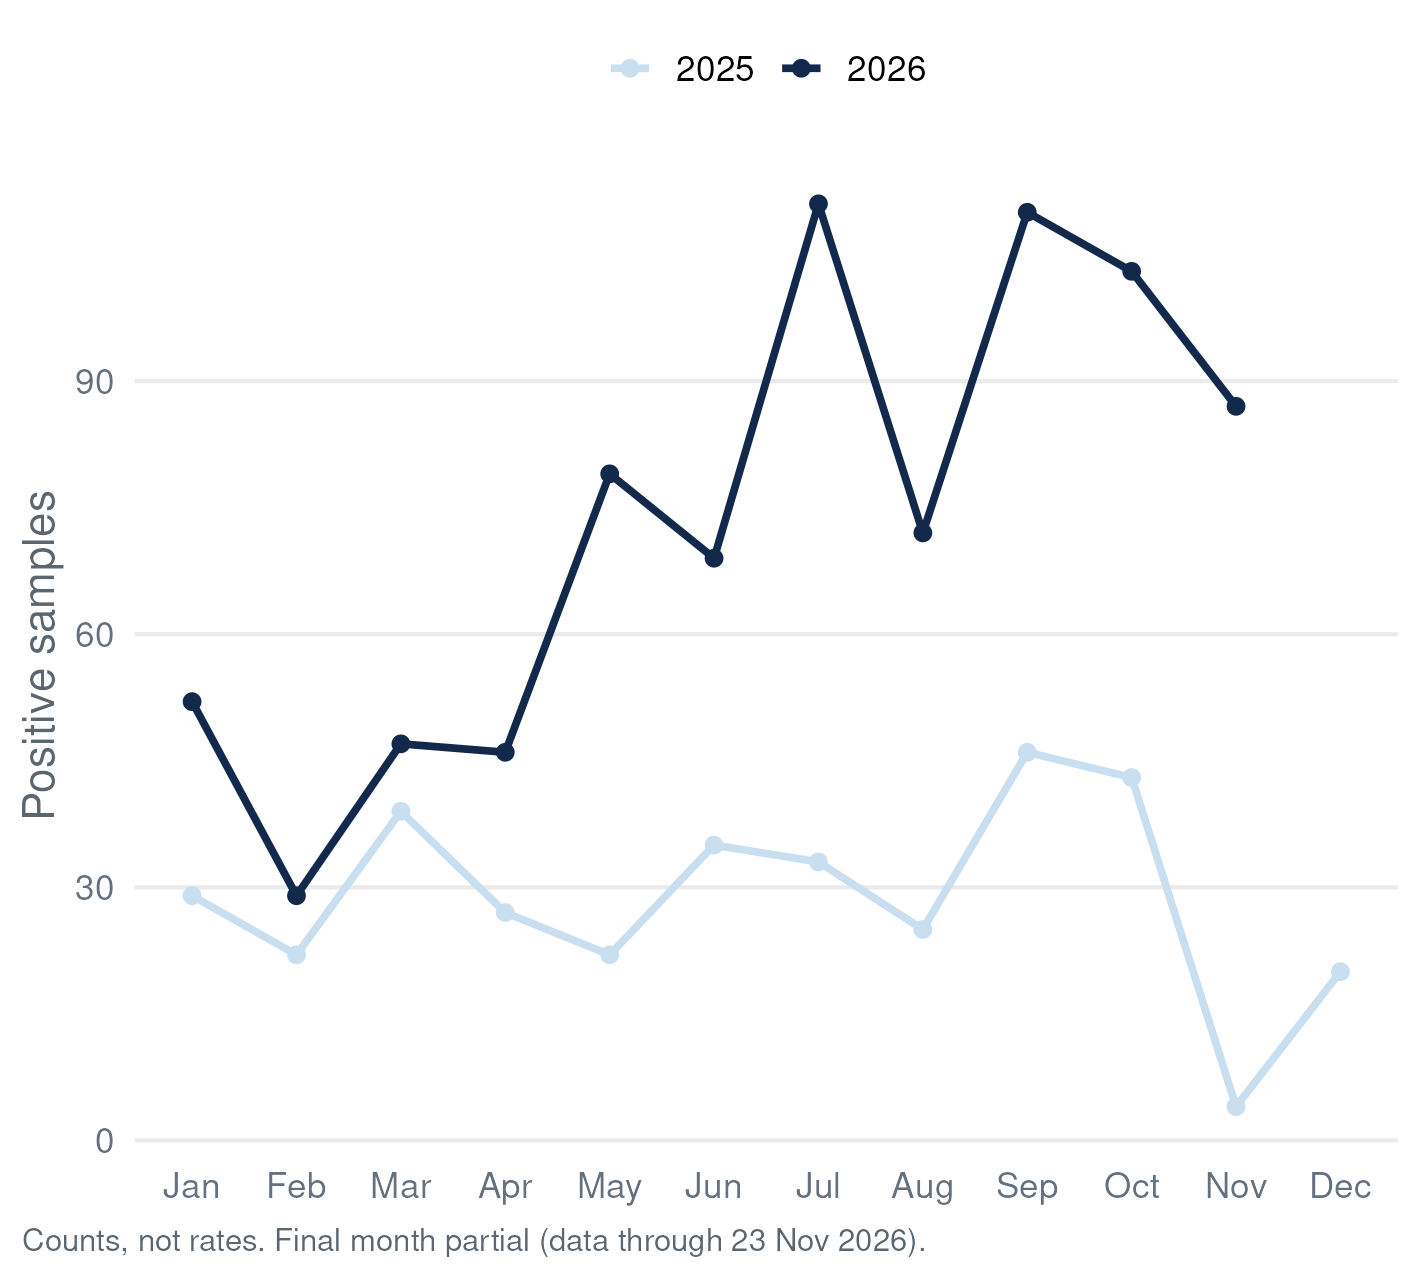 2025 2026
90
60
30
0
Positive samples
Jan Feb Mar Apr May Jun Jul Aug Sep Oct Nov Dec
Counts, not rates. Final month partial (data through 23 Nov 2026).